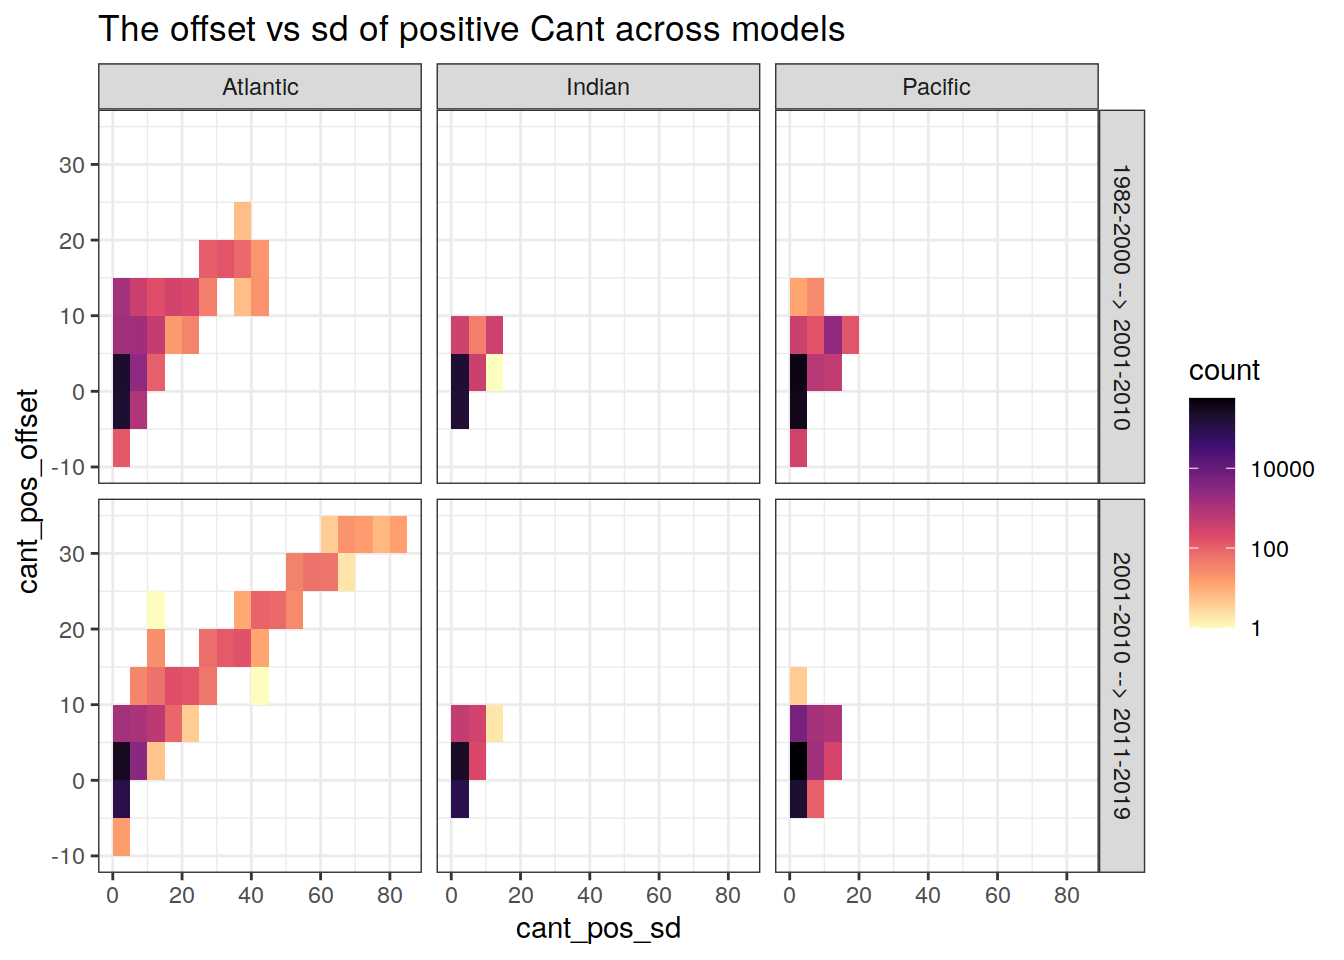 The offset vs sd of positive Cant across models
Atlantic
Indian
Pacific
30
20
10
0
-10
1982-2000 --> 2001-2010
30
20
10
0
-10
2001-2010 --> 2011-2019
cant_pos_offset
0 20 40 60 80
0 20 40 60 80
0 20 40 60 80
cant_pos_sd
count
10000
100
1